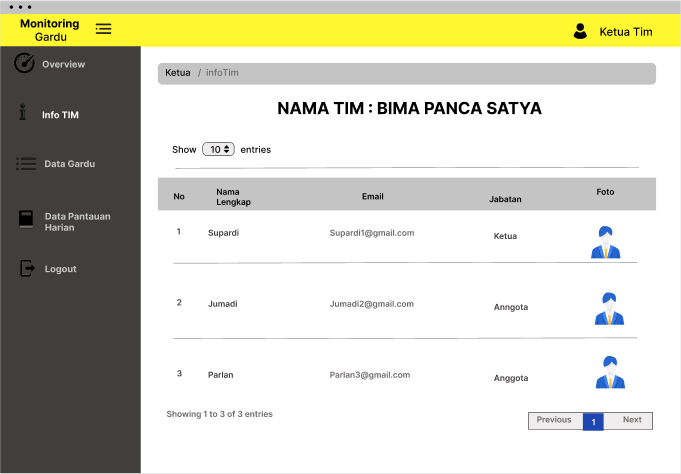 Monitoring
Gardu
Ketua Tim
Overview
Info TIM
Data Gardu
Data Pantauan
Harian
Logout
Ketua / infoTim
NAMA TIM : BIMA PANCA SATYA
Show 10 entries
No Nama Lengkap Email Jabatan Foto
1 Supardi Supardi1@gmail.com Ketua
2 Jumadi Jumadi2@gmail.com Anngota
3 Parlan Parlan3@gmail.com Anggota
Showing 1 to 3 of 3 entries
Previous 1 Next